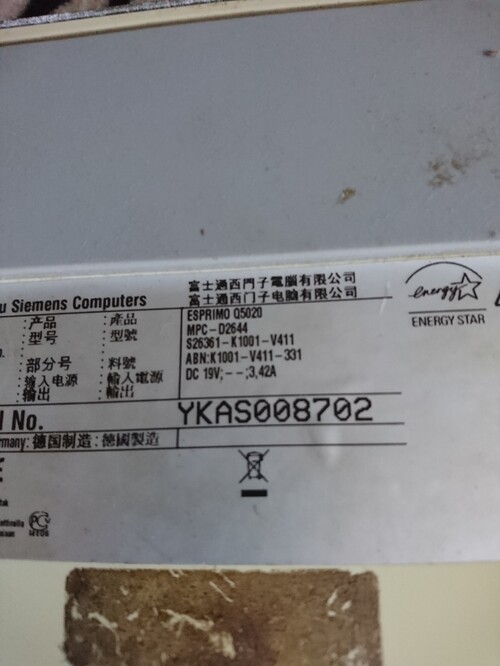 富士通西門子電腦有限公司
u Siemens Computers 富士通西门子电脑有限公司
energy
ENERGY STAR
:产品 :產品 ESPRIMO Q5020
:型号 :型號 MPC-D2644
S26361-K1001-V411
:部分号 :料號 ABN:K1001-V411-331
:输入电源 :輸入電源 DC 19V;--;3,42A
:输出 :輸出
l No. YKAS008702
rmany:德国制造:德國製造